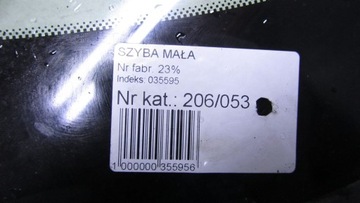 SZYBA MAŁA
Nr fabr. 23%
Indeks: 035595
Nr kat.: 206/053
1 000000 355956